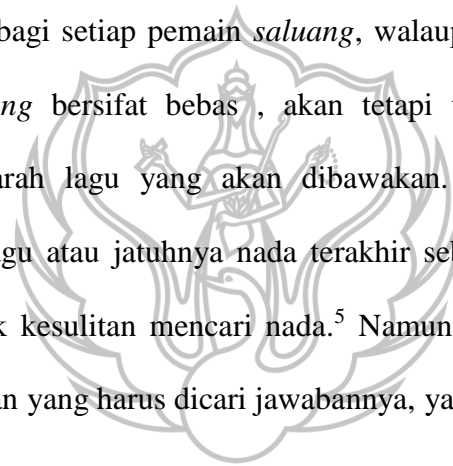 bagi setiap pemain saluang, walaup
ng bersifat bebas , akan tetapi
arah lagu yang akan dibawakan.
gu atau jatuhnya nada terakhir se
k kesulitan mencari nada.5 Namun
an yang harus dicari jawabannya, ya